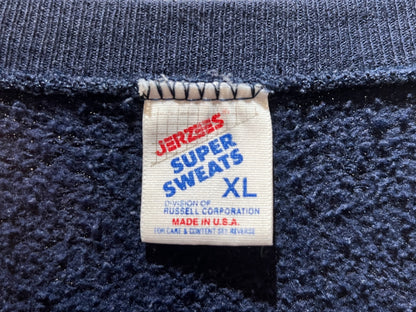 JERZEES
SUPER
SWEATS
XL
DIVISION OF
RUSSELL CORPORATION
MADE IN U.S.A.
FOR CARE & CONTENT SEE REVERSE